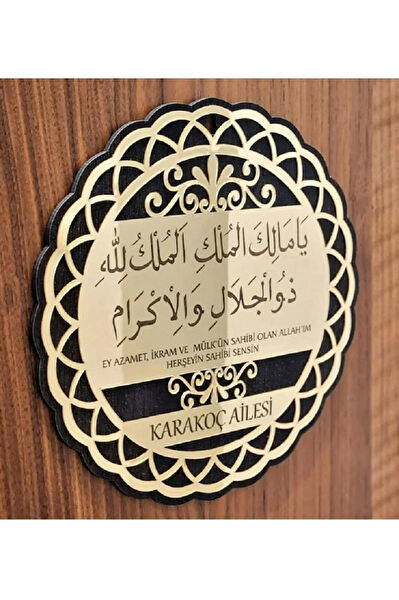 يَا مَالِكَ الْمُلْكِ اَلْمُلْكُ لِلّٰهِ
ذُو الْجَلَالِ وَالْاِكْرَامِ
EY AZAMET, İKRAM VE MÜLK'ÜN SAHİBİ OLAN ALLAH'IM
HERŞEYİN SAHİBİ SENSİN
KARAKOÇ AİLESİ